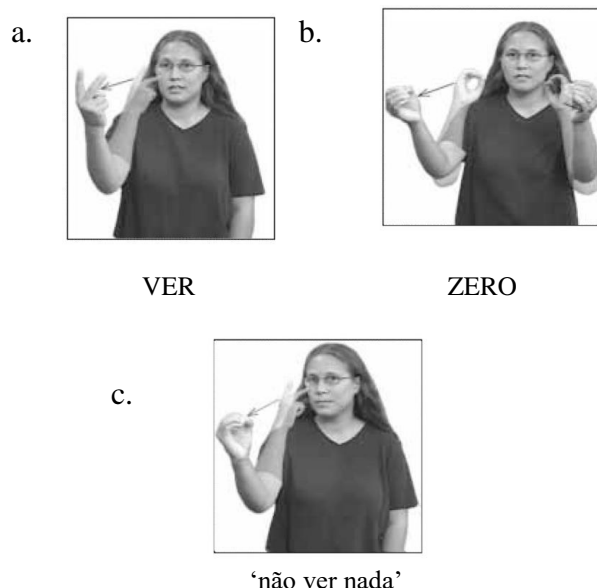 a.
b.
VER
ZERO
c.
‘não ver nada’